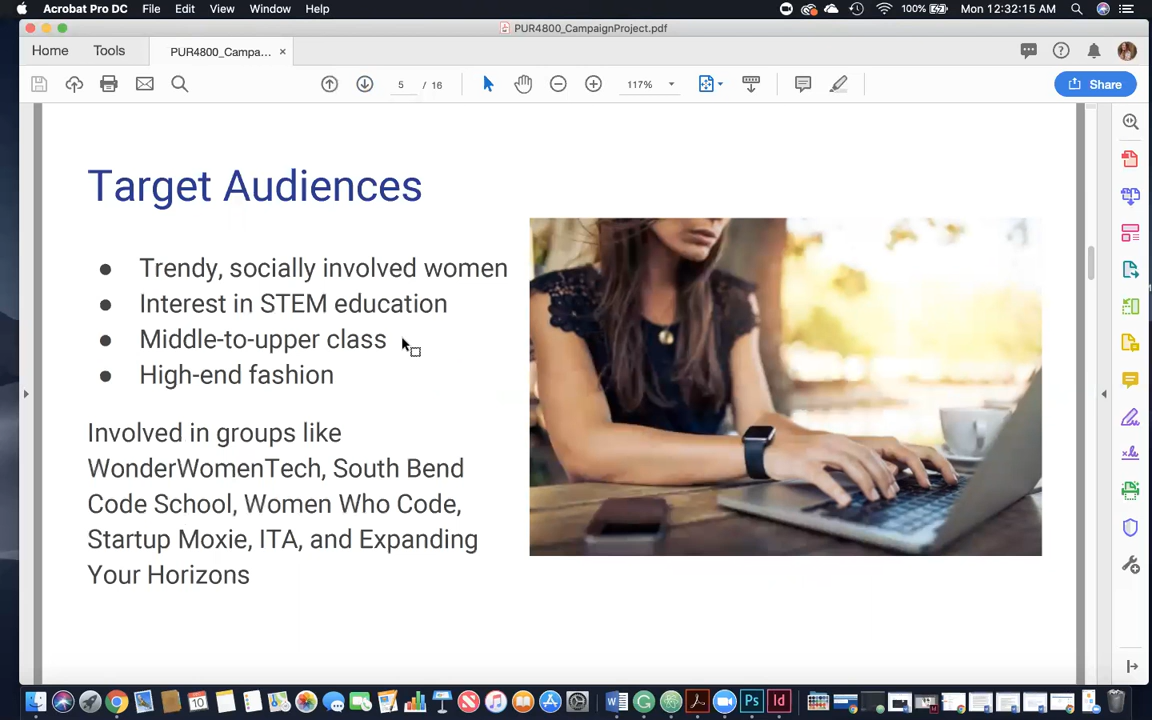 Acrobat Pro DC File Edit View Window Help 100% Mon 12:32:15 PM
PUR4800_CampaignProject.pdf
Home Tools PUR4800_Campa... ×
5 / 16 117% Share
Target Audiences
● Trendy, socially involved women
● Interest in STEM education
● Middle-to-upper class
● High-end fashion
Involved in groups like
WonderWomenTech, South Bend
Code School, Women Who Code,
Startup Moxie, ITA, and Expanding
Your Horizons